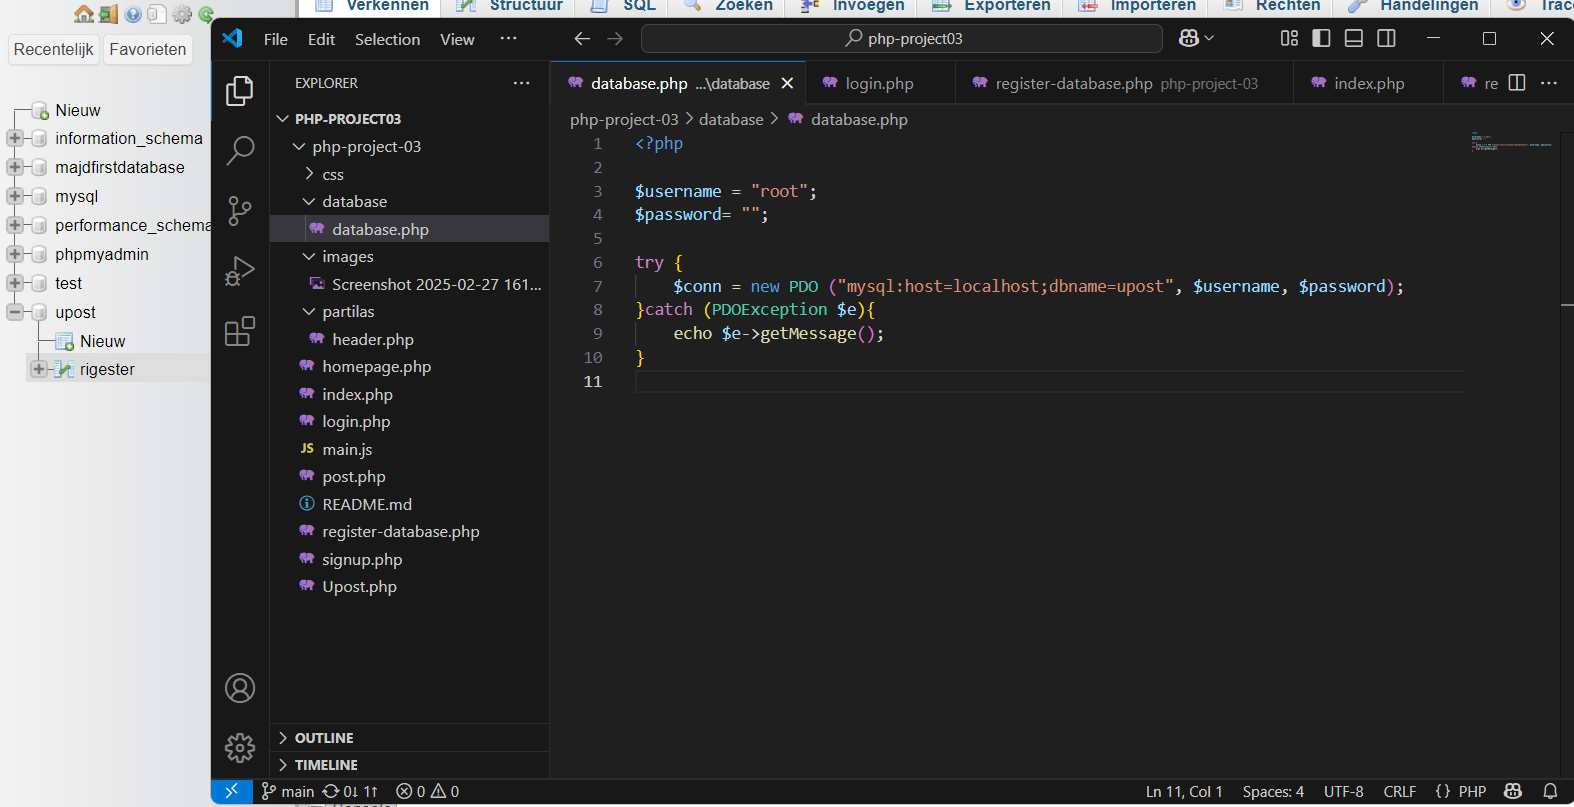 Verkennen
Structuur
SQL
Zoeken
Invoegen
Exporteren
Importeren
Rechten
Handelingen
Recentelijk
Favorieten
Nieuw
information_schema
majdfirstdatabase
mysql
performance_schema
phpmyadmin
test
upost
Nieuw
rigester
File Edit Selection View ···
php-project03
EXPLORER ···
PHP-PROJECT03
php-project-03
css
database
database.php
images
Screenshot 2025-02-27 161...
partilas
header.php
homepage.php
index.php
login.php
JS main.js
post.php
README.md
register-database.php
signup.php
Upost.php
OUTLINE
TIMELINE
database.php ...\database
login.php
register-database.php php-project-03
index.php
re
php-project-03 > database > database.php
1 <?php
2
3 $username = "root";
4 $password= "";
5
6 try {
7 $conn = new PDO ("mysql:host=localhost;dbname=upost", $username, $password);
8 }catch (PDOException $e){
9 echo $e->getMessage();
10 }
11
main 0↓ 1↑ 0 0
Ln 11, Col 1 Spaces: 4 UTF-8 CRLF {} PHP